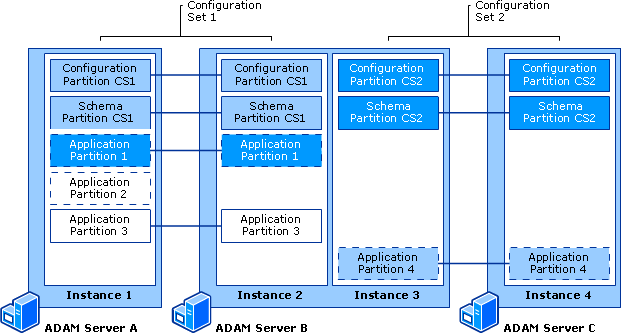 Configuration
Set 1
Configuration
Set 2
Configuration
Partition CS1
Configuration
Partition CS1
Configuration
Partition CS2
Configuration
Partition CS2
Schema
Partition CS1
Schema
Partition CS1
Schema
Partition CS2
Schema
Partition CS2
Application
Partition 1
Application
Partition 1
Application
Partition 2
Application
Partition 3
Application
Partition 3
Application
Partition 4
Application
Partition 4
Instance 1
Instance 2
Instance 3
Instance 4
ADAM Server A
ADAM Server B
ADAM Server C